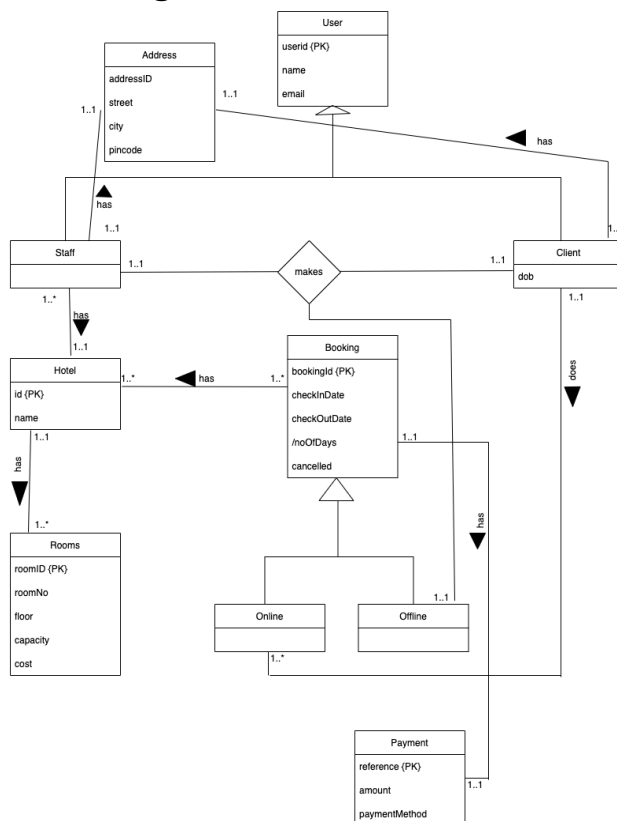 User
userid {PK}
name
email
Address
addressID
street
city
pincode
1..1
1..1
has
has
1..1
Staff
1..1
makes
1..1
Client
dob
1..*
1..1
has
1..1
does
Hotel
id {PK}
name
1..*
has
1..*
Booking
bookingId {PK}
checkInDate
checkOutDate
/noOfDays
cancelled
1..1
1..1
has
has
1..*
Rooms
roomID {PK}
roomNo
floor
capacity
cost
1..1
Online
Offline
1..*
Payment
reference {PK}
amount
paymentMethod
1..1